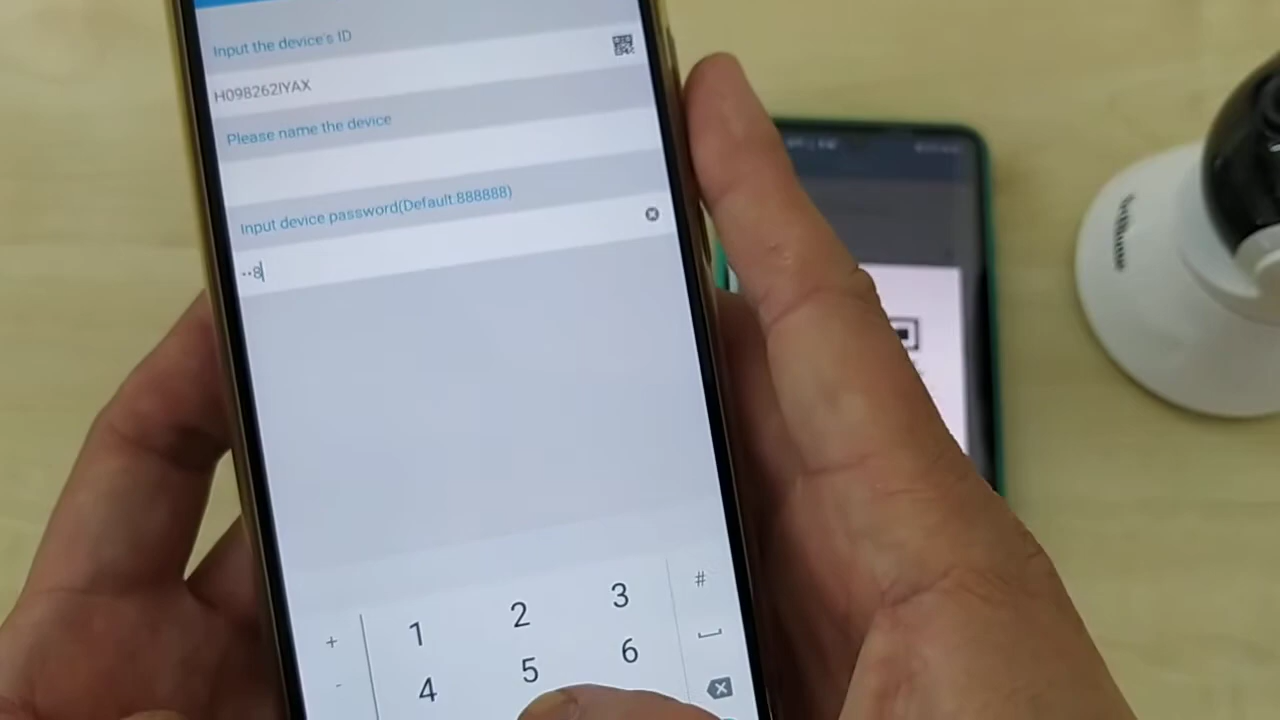 Input the device's ID
H098262IYAX
Please name the device
Input device password(Default:888888)
··8
1 2 3 #
+ 4 5 6
-